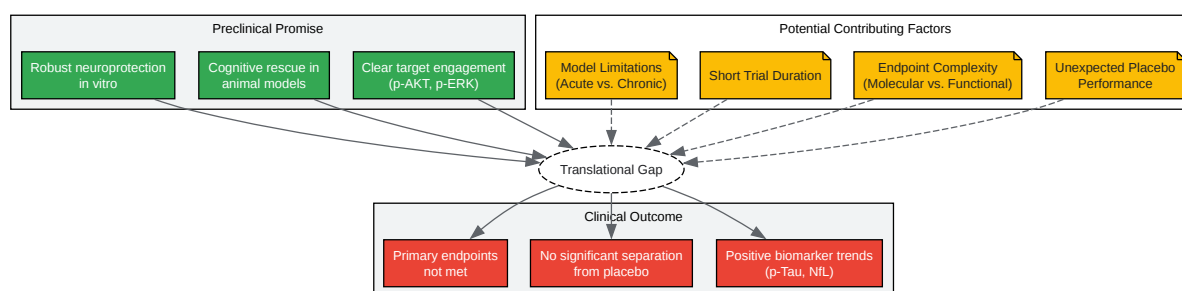 Preclinical Promise
Robust neuroprotection
in vitro
Cognitive rescue in
animal models
Clear target engagement
(p-AKT, p-ERK)
Potential Contributing Factors
Model Limitations
(Acute vs. Chronic)
Short Trial Duration
Endpoint Complexity
(Molecular vs. Functional)
Unexpected Placebo
Performance
Translational Gap
Clinical Outcome
Primary endpoints
not met
No significant separation
from placebo
Positive biomarker trends
(p-Tau, NfL)